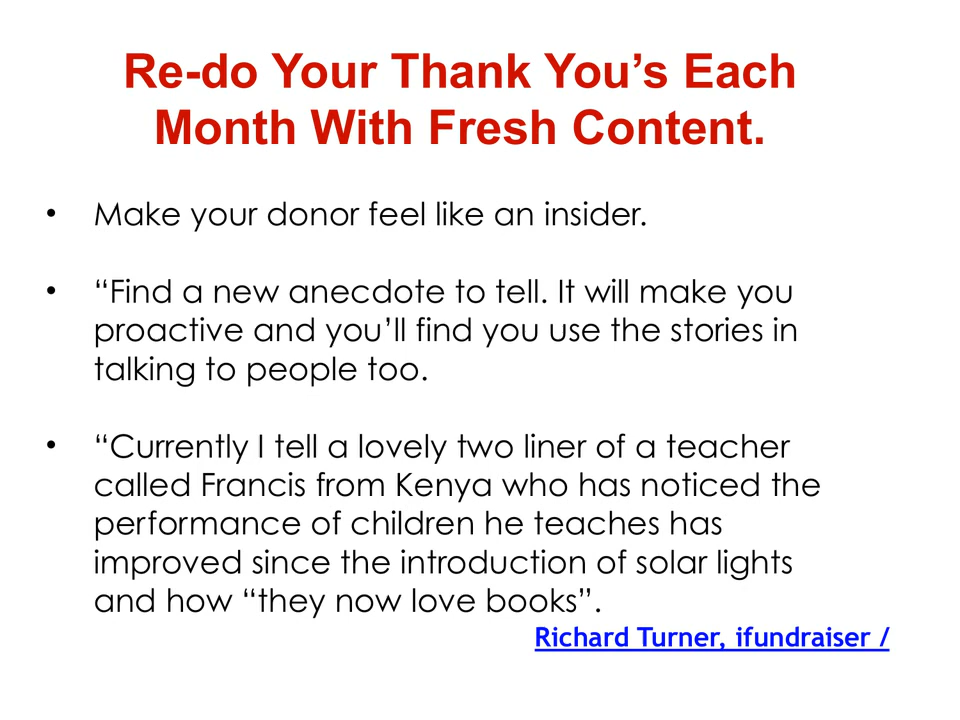 Re-do Your Thank You’s Each
Month With Fresh Content.
• Make your donor feel like an insider.
• “Find a new anecdote to tell. It will make you
proactive and you’ll find you use the stories in
talking to people too.
• “Currently I tell a lovely two liner of a teacher
called Francis from Kenya who has noticed the
performance of children he teaches has
improved since the introduction of solar lights
and how “they now love books”.
Richard Turner, ifundraiser /